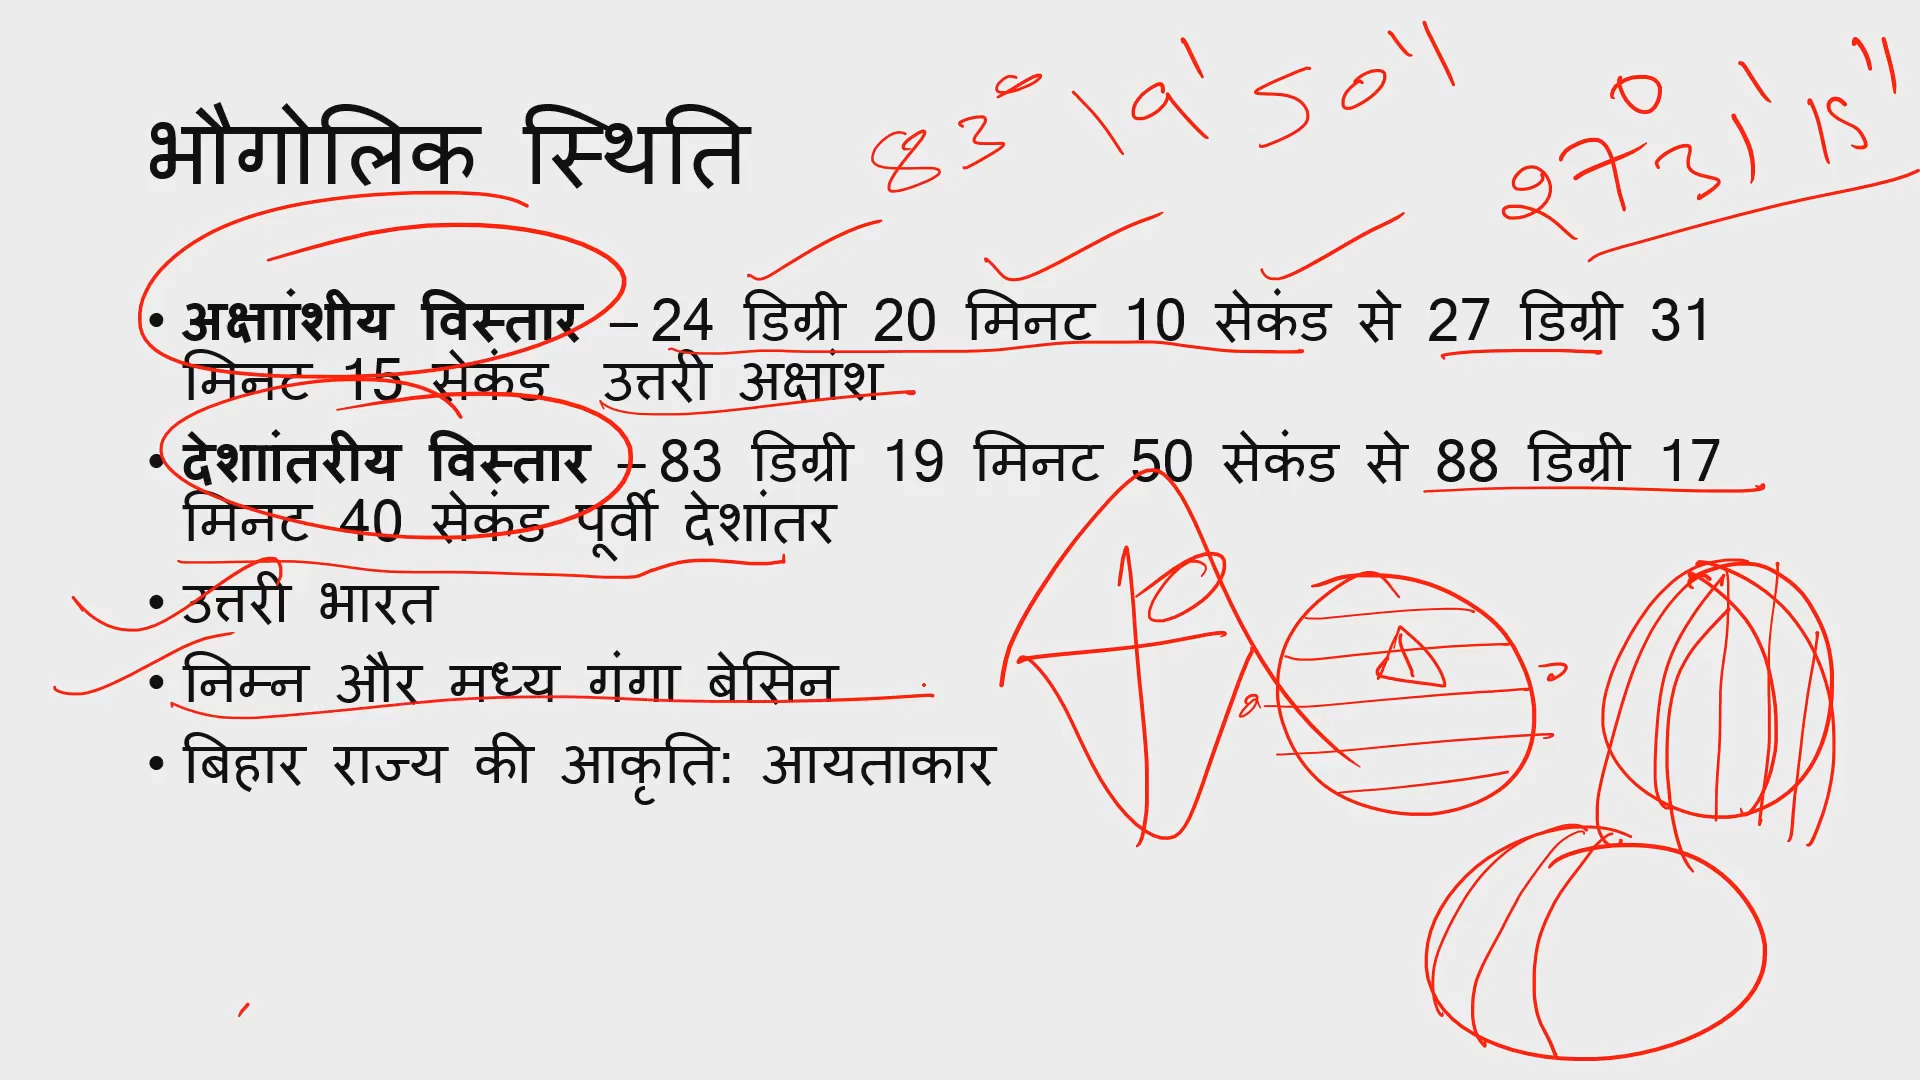 83° 19' 50"
27° 31' 15"
भौगोलिक स्थिति
• अक्षाांशीय विस्तार – 24 डिग्री 20 मिनट 10 सेकंड से 27 डिग्री 31
मिनट 15 सेकंड उत्तरी अक्षांश
• देशाांतरीय विस्तार – 83 डिग्री 19 मिनट 50 सेकंड से 88 डिग्री 17
मिनट 40 सेकंड पूर्वी देशांतर
• उत्तरी भारत
• निम्न और मध्य गंगा बेसिन
• बिहार राज्य की आकृति: आयताकार